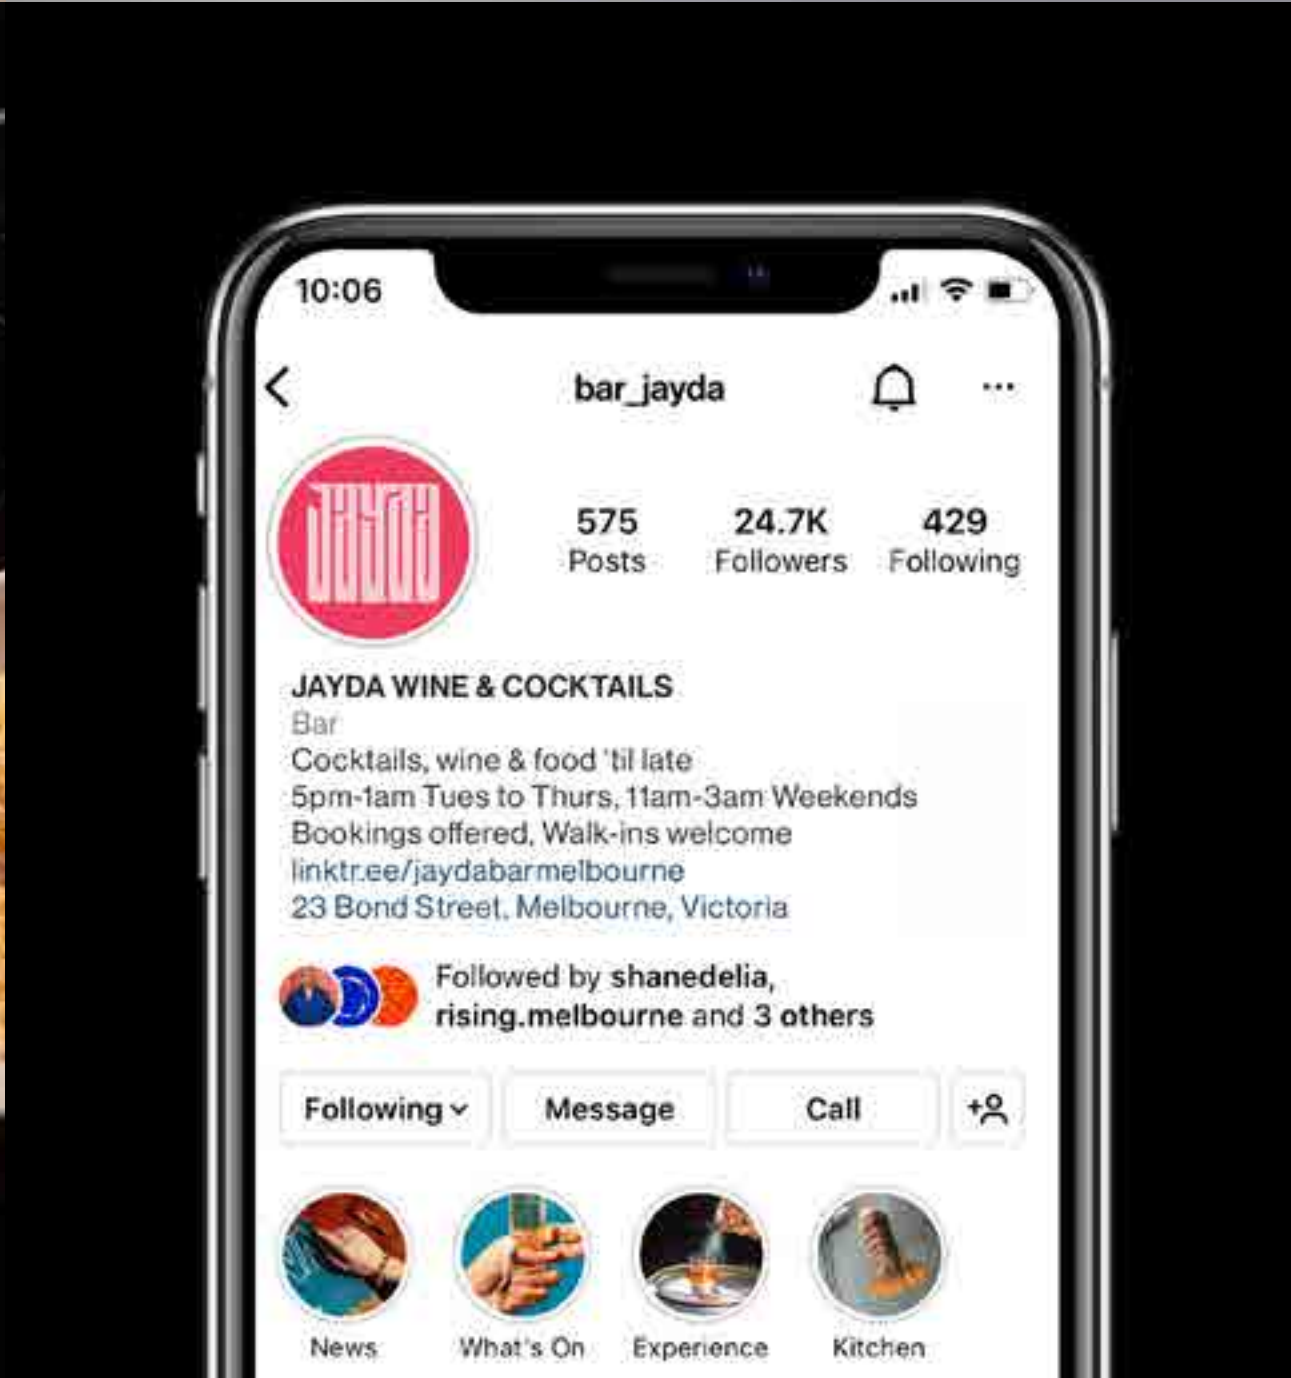 10:06
bar_jayda
Jayda
575
Posts
24.7K
Followers
429
Following
JAYDA WINE & COCKTAILS
Bar
Cocktails, wine & food 'til late
5pm-1am Tues to Thurs, 11am-3am Weekends
Bookings offered, Walk-ins welcome
linktr.ee/jaydabarmelbourne
23 Bond Street, Melbourne, Victoria
Followed by shanedelia,
rising.melbourne and 3 others
Following
Message
Call
News
What's On
Experience
Kitchen